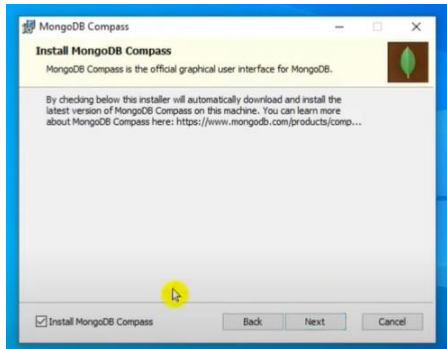 MongoDB Compass
Install MongoDB Compass
MongoDB Compass is the official graphical user interface for MongoDB.
By checking below this installer will automatically download and install the
latest version of MongoDB Compass on this machine. You can learn more
about MongoDB Compass here: https://www.mongodb.com/products/comp...
Install MongoDB Compass
Back
Next
Cancel